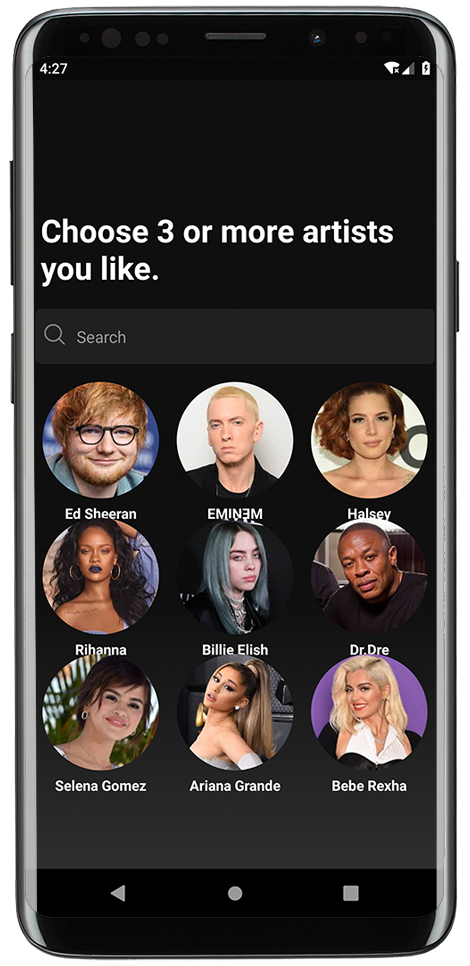 4:27
Choose 3 or more artists
you like.
Search
Ed Sheeran
EMINƎM
Halsey
Rihanna
Billie Elish
Dr.Dre
Selena Gomez
Ariana Grande
Bebe Rexha